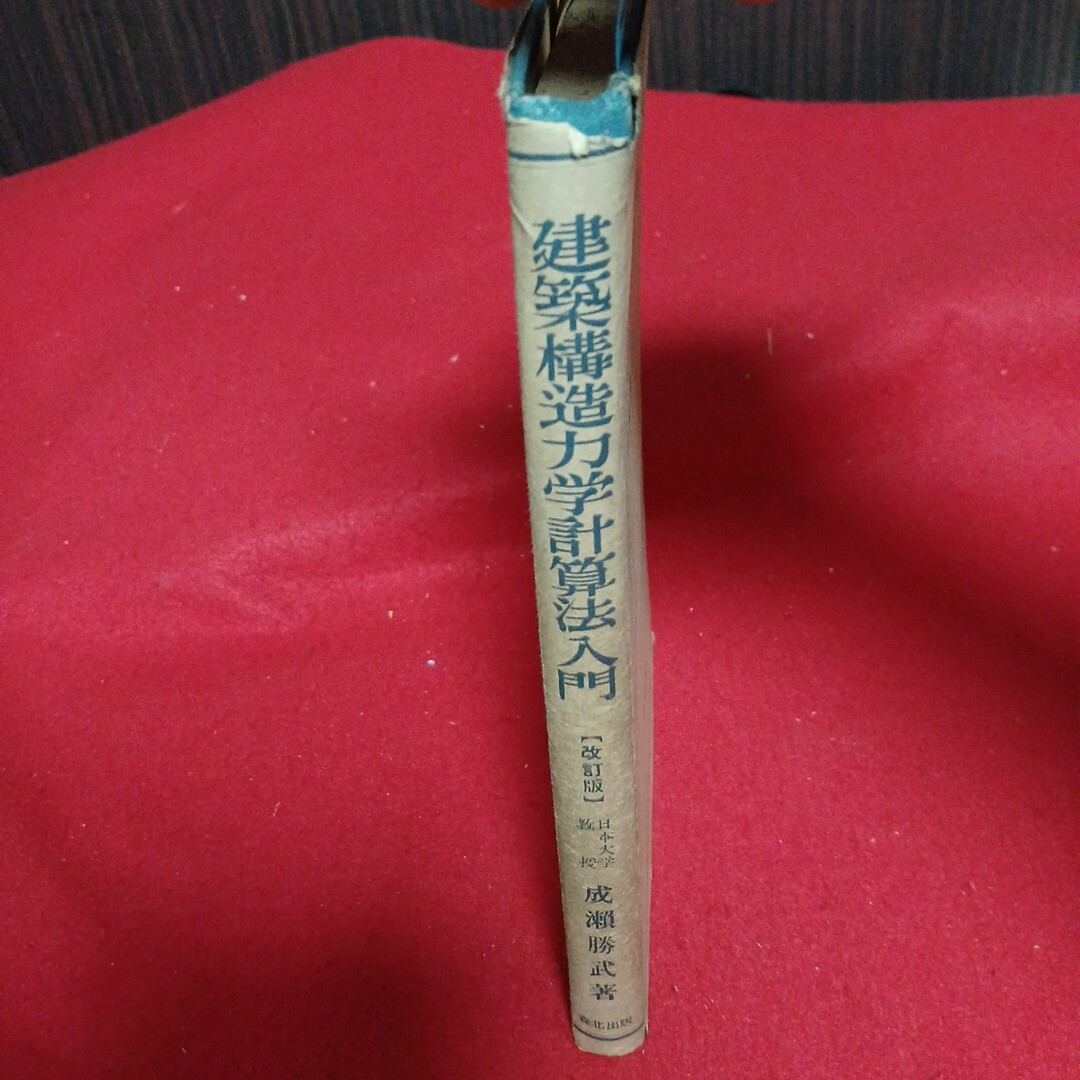 建築構造力学計算法入門
【改訂版】
日本大学
教授
成瀬勝武著
森北出版